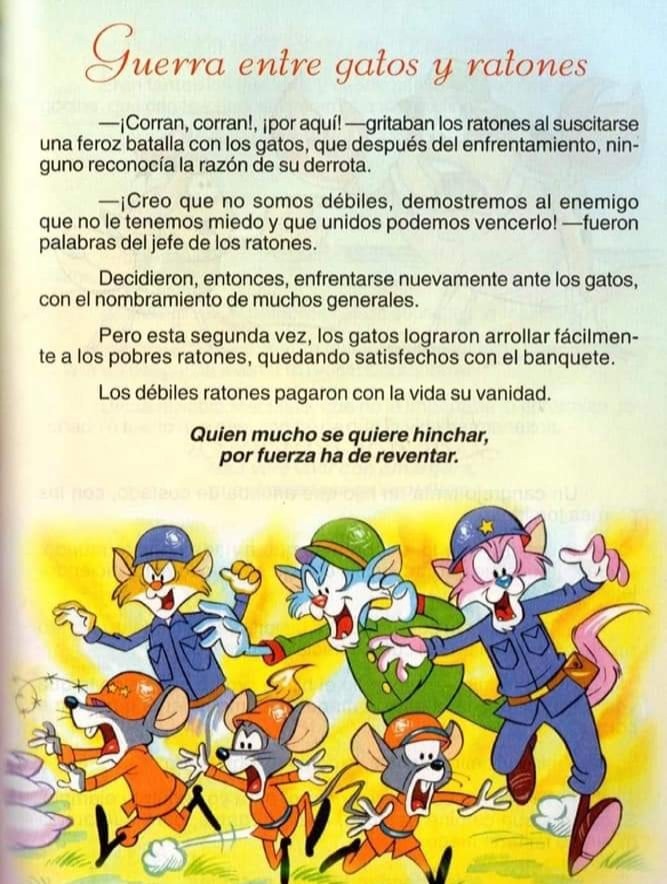 Guerra entre gatos y ratones
—¡Corran, corran!, ¡por aquí! —gritaban los ratones al suscitarse
una feroz batalla con los gatos, que después del enfrentamiento, nin-
guno reconocía la razón de su derrota.
—¡Creo que no somos débiles, demostremos al enemigo
que no le tenemos miedo y que unidos podemos vencerlo! —fueron
palabras del jefe de los ratones.
Decidieron, entonces, enfrentarse nuevamente ante los gatos,
con el nombramiento de muchos generales.
Pero esta segunda vez, los gatos lograron arrollar fácilmen-
te a los pobres ratones, quedando satisfechos con el banquete.
Los débiles ratones pagaron con la vida su vanidad.
Quien mucho se quiere hinchar,
por fuerza ha de reventar.